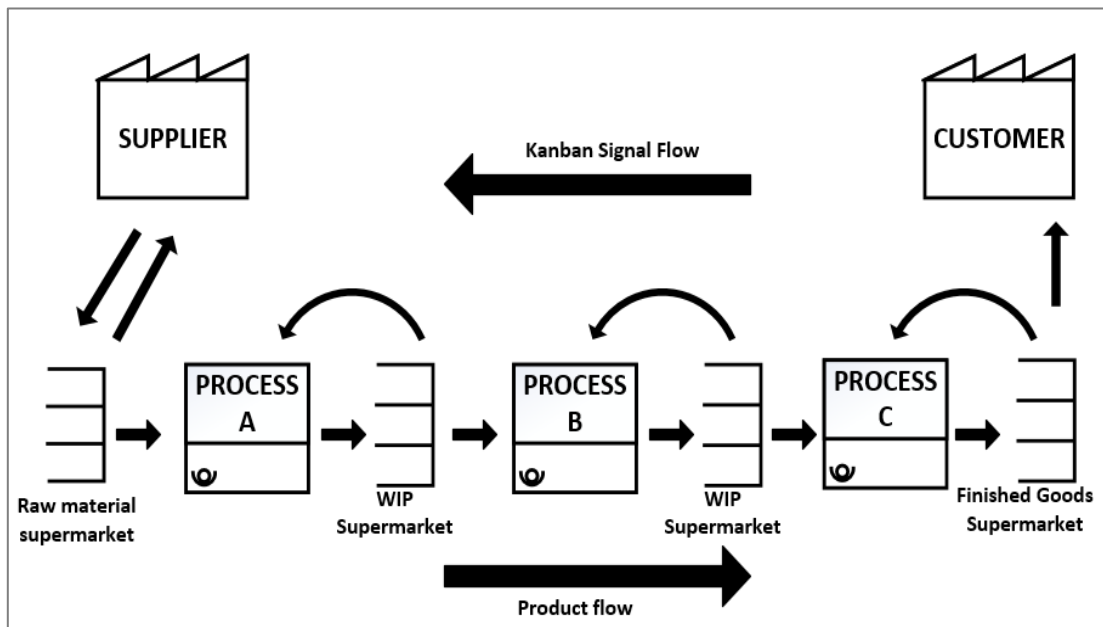 SUPPLIER
CUSTOMER
Kanban Signal Flow
PROCESS
A
PROCESS
B
PROCESS
C
Raw material
supermarket
WIP
Supermarket
WIP
Supermarket
Finished Goods
Supermarket
Product flow